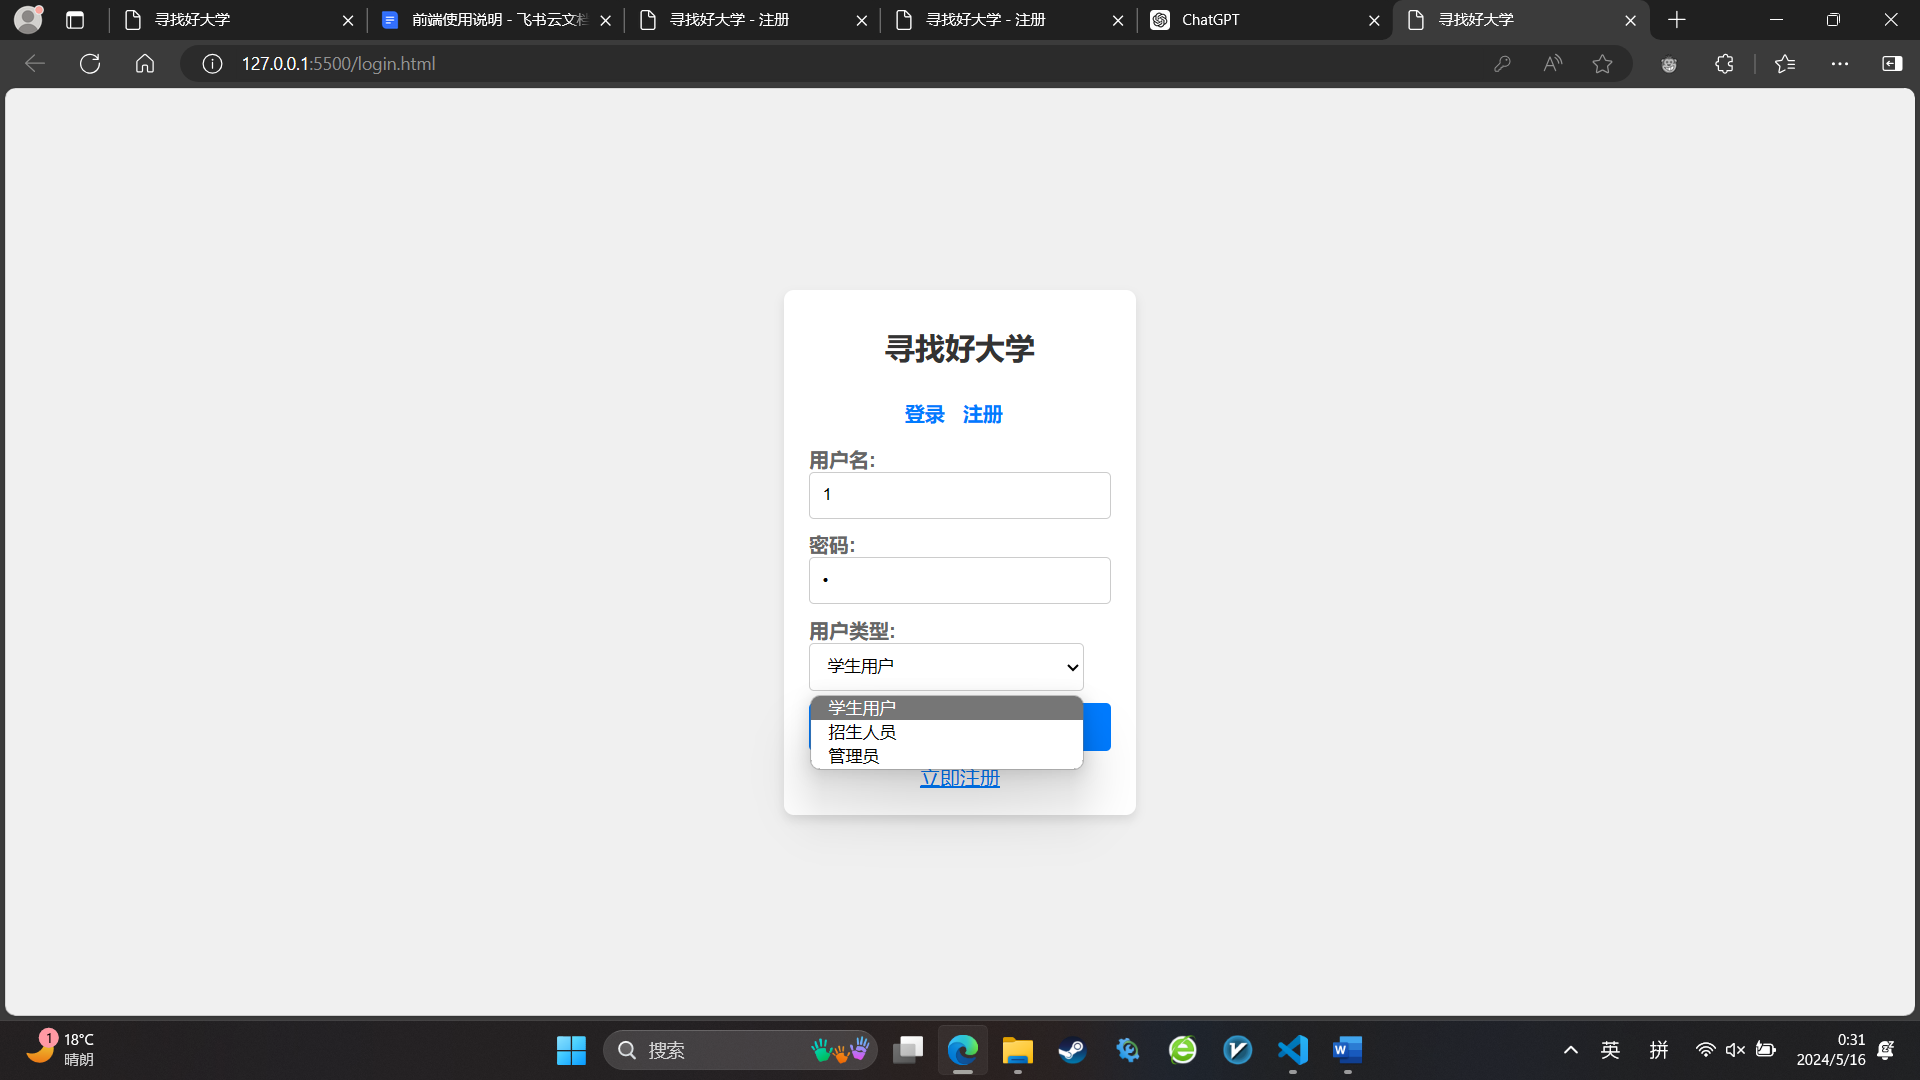 寻找好大学
前端使用说明 - 飞书云文档
寻找好大学 - 注册
寻找好大学 - 注册
ChatGPT
寻找好大学
127.0.0.1:5500/login.html
寻找好大学
登录 注册
用户名:
1
密码:
•
用户类型:
学生用户
学生用户
招生人员
管理员
立即注册
1
18°C
晴朗
搜索
W
英
拼
0:31
2024/5/16